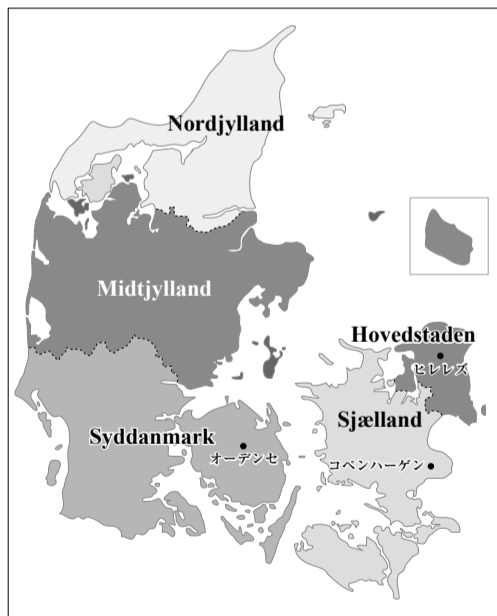 Nordjylland
Midtjylland
Hovedstaden
ヒレレズ
Sjælland
Syddanmark
オーデンセ
コペンハーゲン